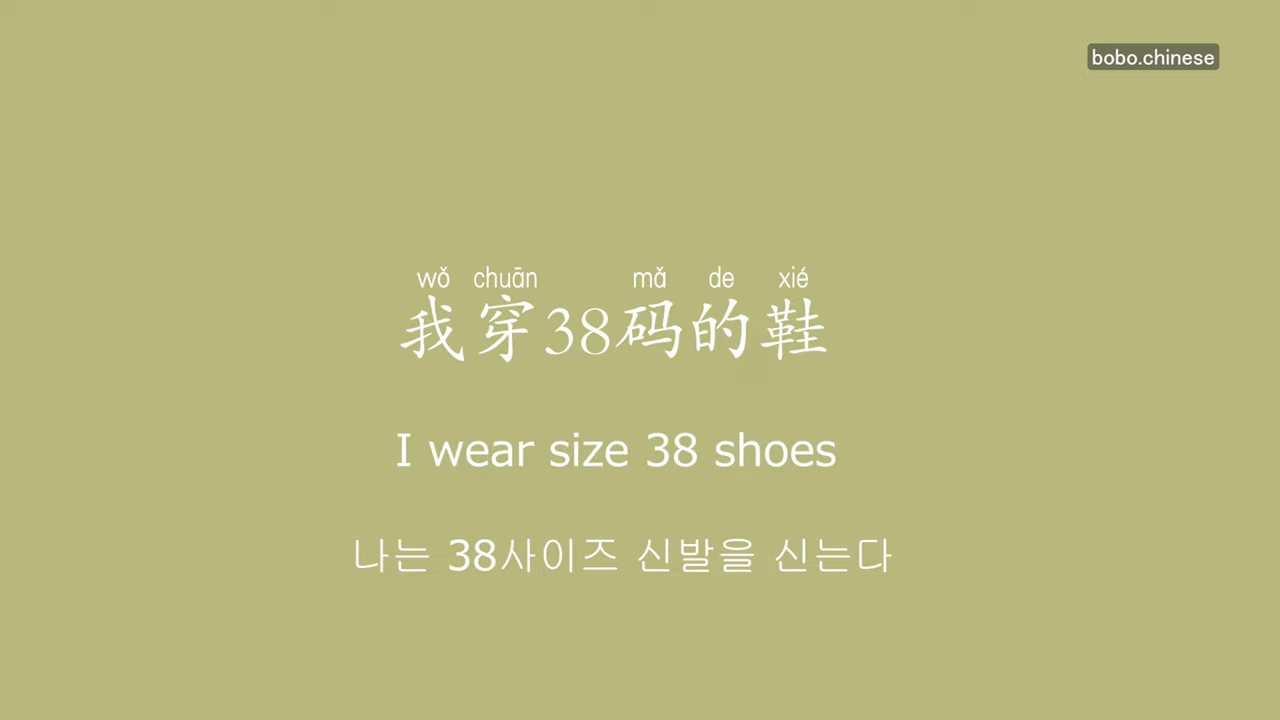 bobo.chinese
wǒ chuān mǎ de xié
我穿38码的鞋
I wear size 38 shoes
나는 38사이즈 신발을 신는다